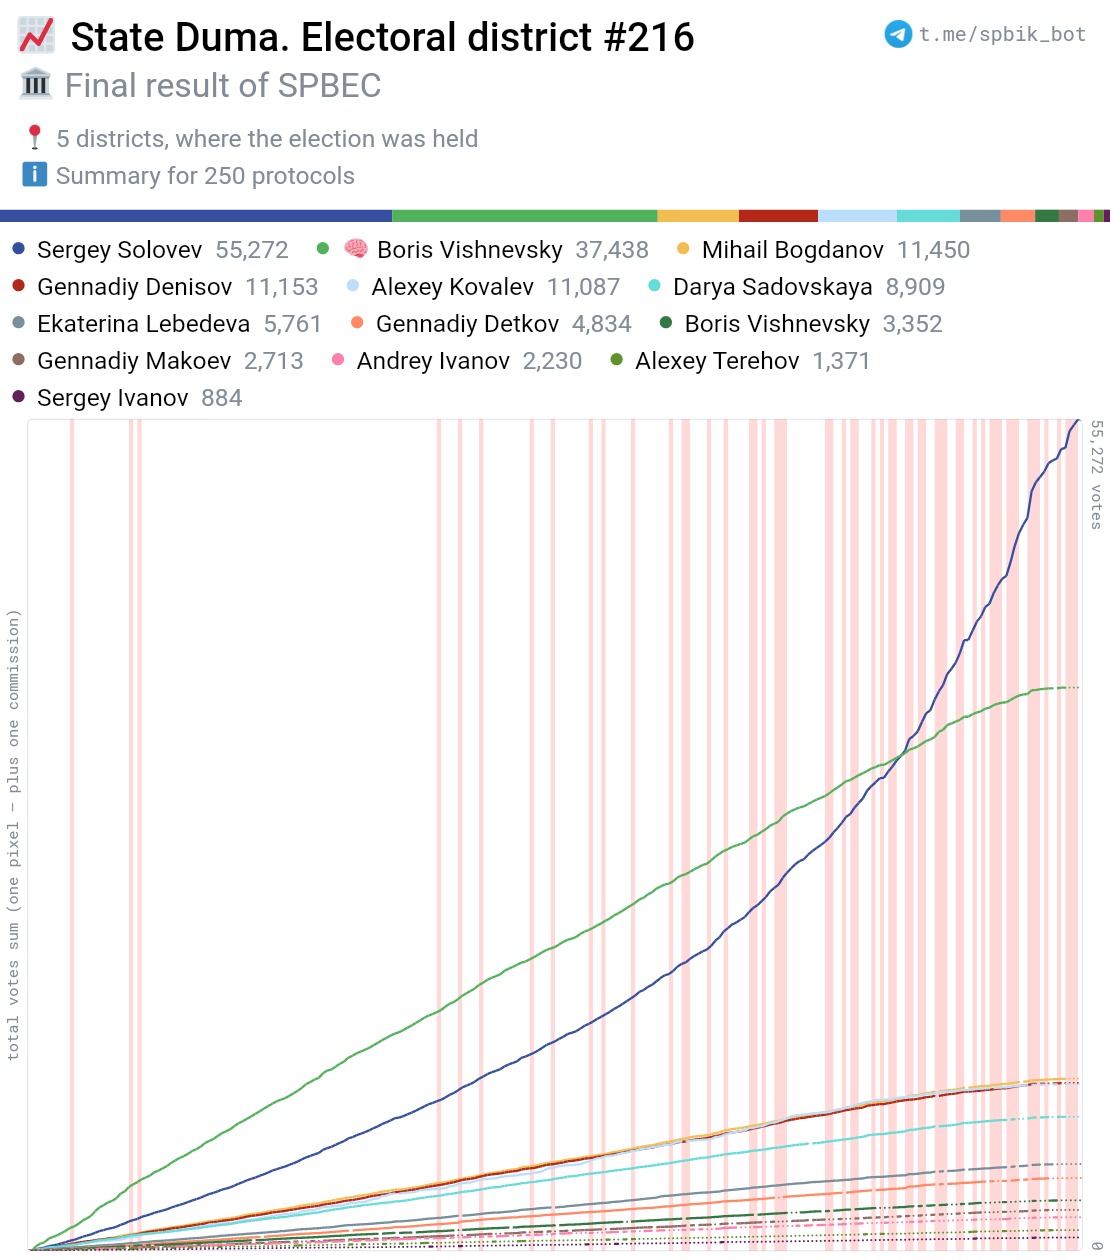 State Duma. Electoral district #216
t.me/spbik_bot
Final result of SPBEC
5 districts, where the election was held
Summary for 250 protocols
Sergey Solovev 55,272 Boris Vishnevsky 37,438 Mihail Bogdanov 11,450
Gennadiy Denisov 11,153 Alexey Kovalev 11,087 Darya Sadovskaya 8,909
Ekaterina Lebedeva 5,761 Gennadiy Detkov 4,834 Boris Vishnevsky 3,352
Gennadiy Makoev 2,713 Andrey Ivanov 2,230 Alexey Terehov 1,371
Sergey Ivanov 884
55,272 votes
total votes sum (one pixel — plus one commission)
0